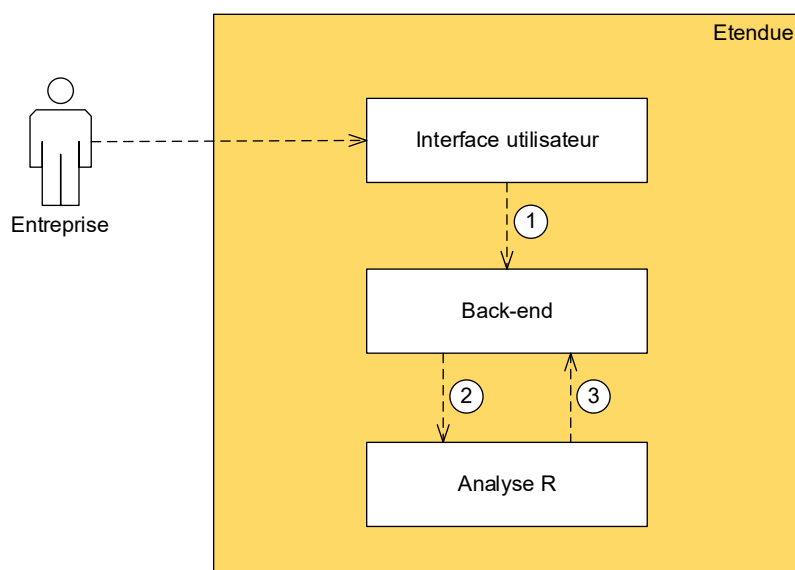 Etendue
Interface utilisateur
Entreprise
1
Back-end
2
3
Analyse R